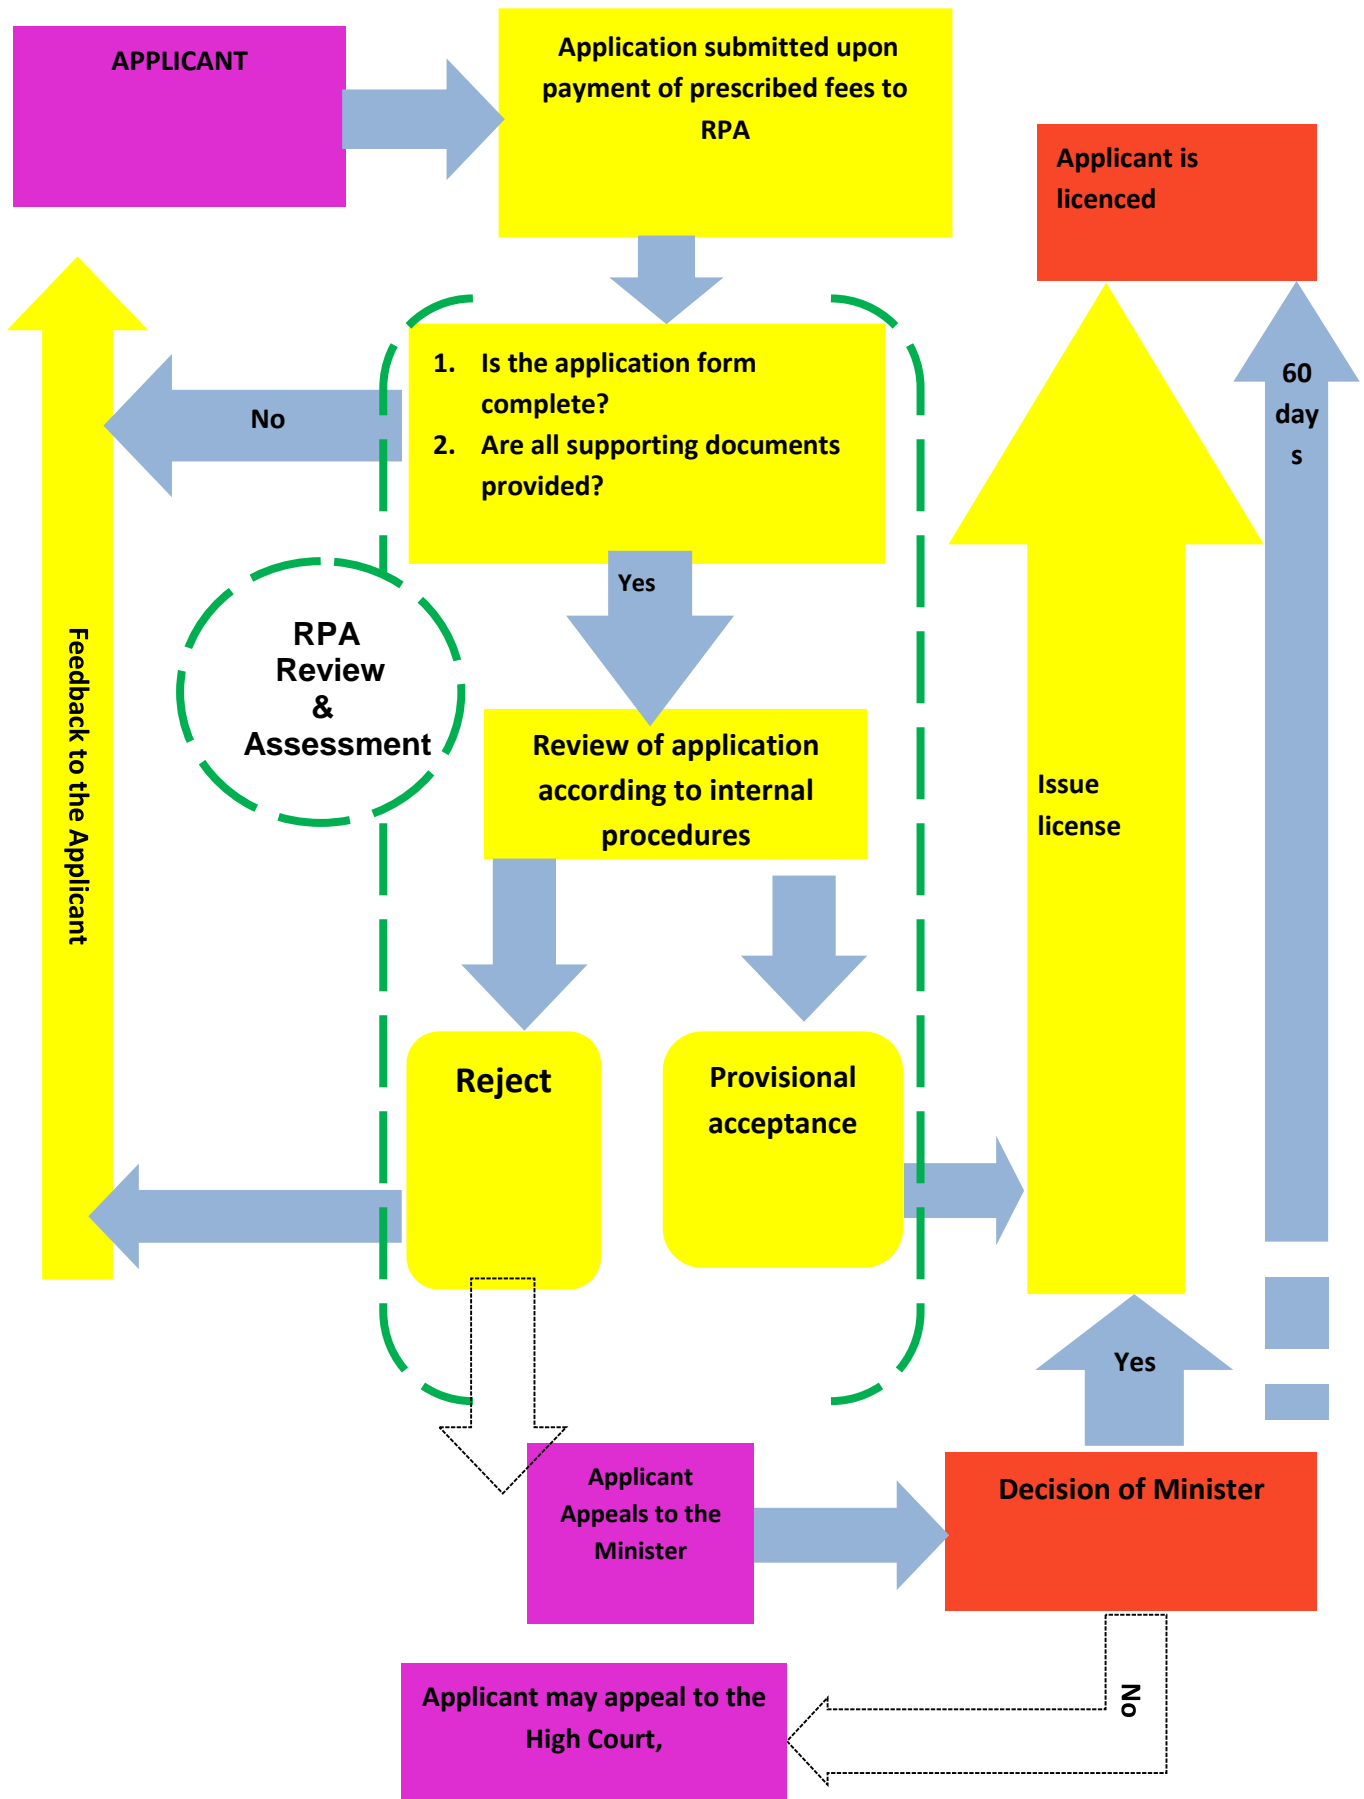 APPLICANT
Application submitted upon
payment of prescribed fees to
RPA
Applicant is
licenced
1. Is the application form
complete?
2. Are all supporting documents
provided?
No
60
day
s
Yes
RPA
Review
&
Assessment
Feedback to the Applicant
Review of application
according to internal
procedures
Issue
license
Reject
Provisional
acceptance
Yes
Applicant
Appeals to the
Minister
Decision of Minister
No
Applicant may appeal to the
High Court,